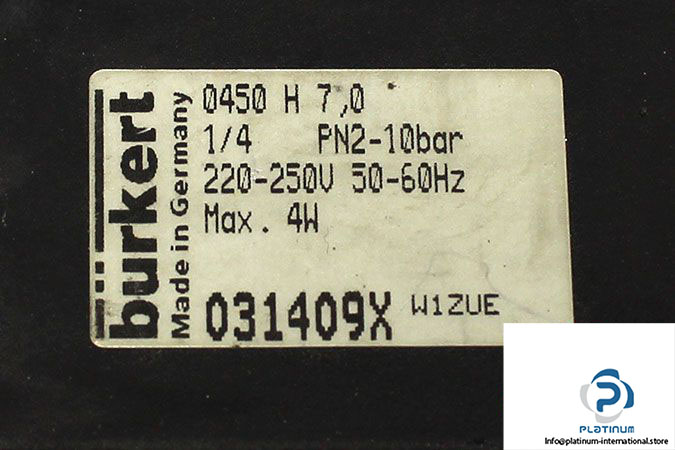 bürkert
Made in Germany
0450 H 7,0
1/4 PN2-10bar
220-250V 50-60Hz
Max. 4W
031409X W1ZUE
PLATINUM
Info@platinum-international.store